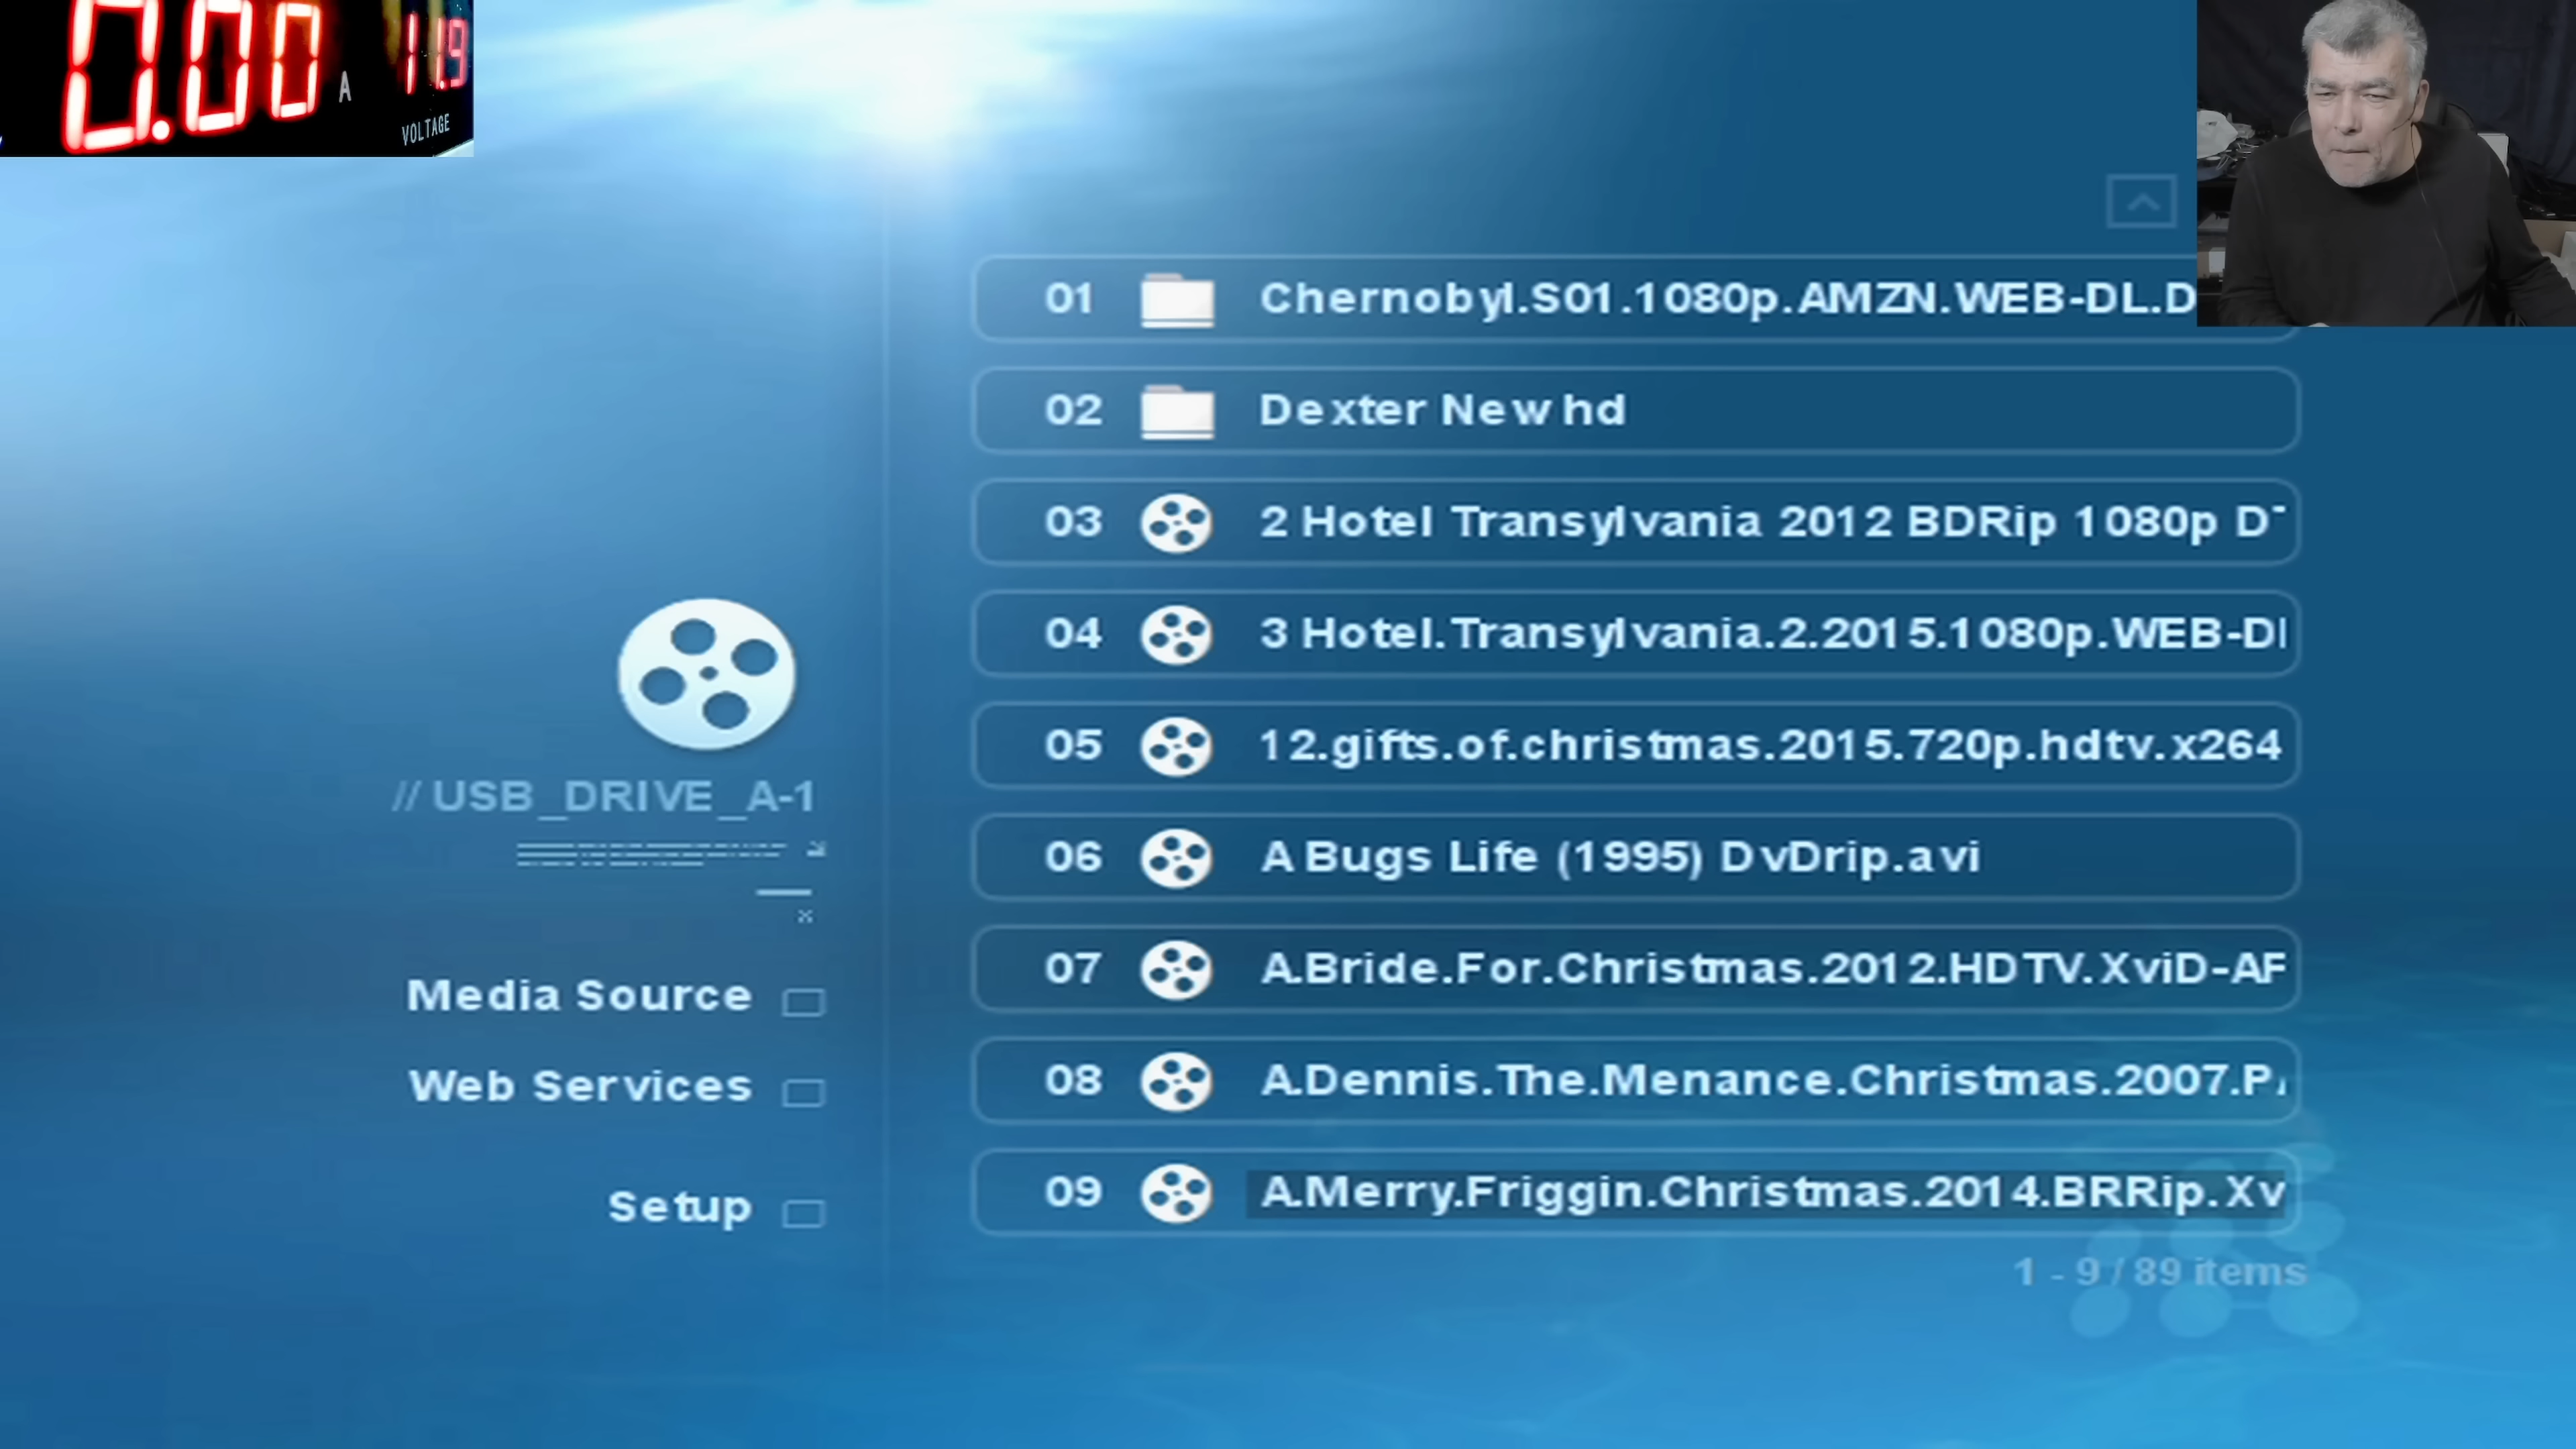 0.00 A 11.9
VOLTAGE
01 Chernobyl.S01.1080p.AMZN.WEB-DL.D
02 Dexter New hd
03 2 Hotel Transylvania 2012 BDRip 1080p D
04 3 Hotel.Transylvania.2.2015.1080p.WEB-D
05 12.gifts.of.christmas.2015.720p.hdtv.x264
06 A Bugs Life (1995) DvDrip.avi
07 A.Bride.For.Christmas.2012.HDTV.XviD-AF
08 A.Dennis.The.Menance.Christmas.2007.P
09 A.Merry.Friggin.Christmas.2014.BRRip.Xv
1 - 9 / 89 items
// USB_DRIVE_A-1
Media Source
Web Services
Setup